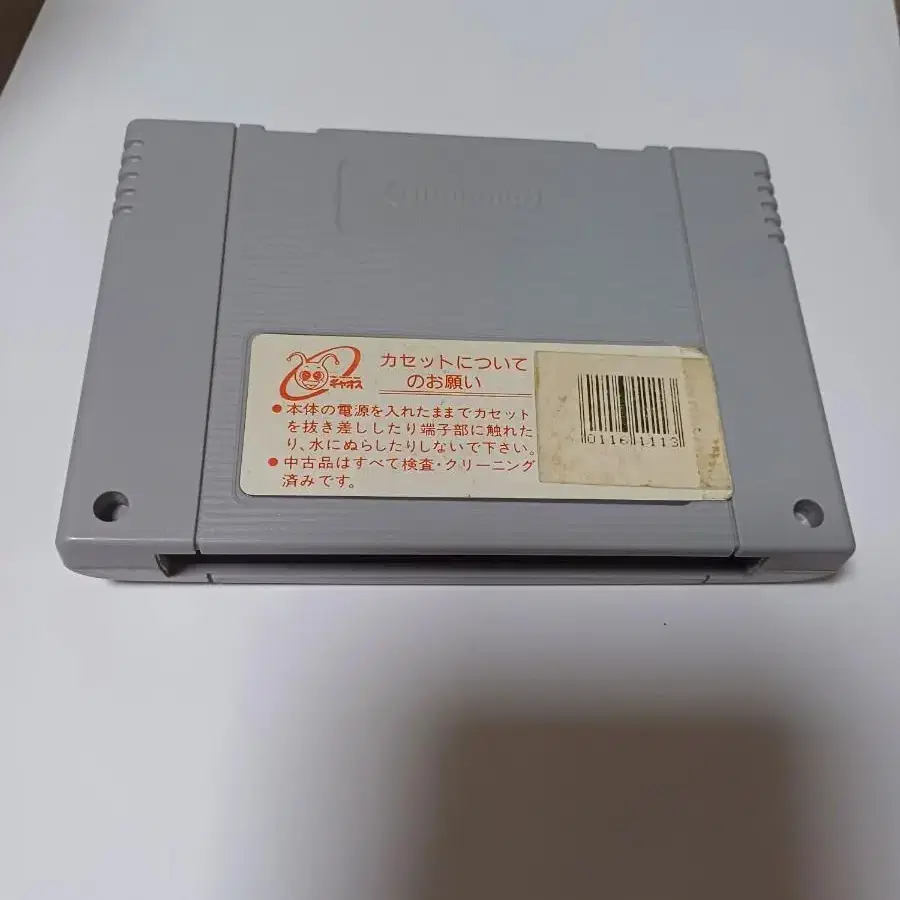 チャオス
カセットについて
のお願い
●本体の電源を入れたままでカセット
を抜き差ししたり端子部に触れた
り、水にぬらしたりしないで下さい。
●中古品はすべて検査・クリーニング
済みです。
0116 1113